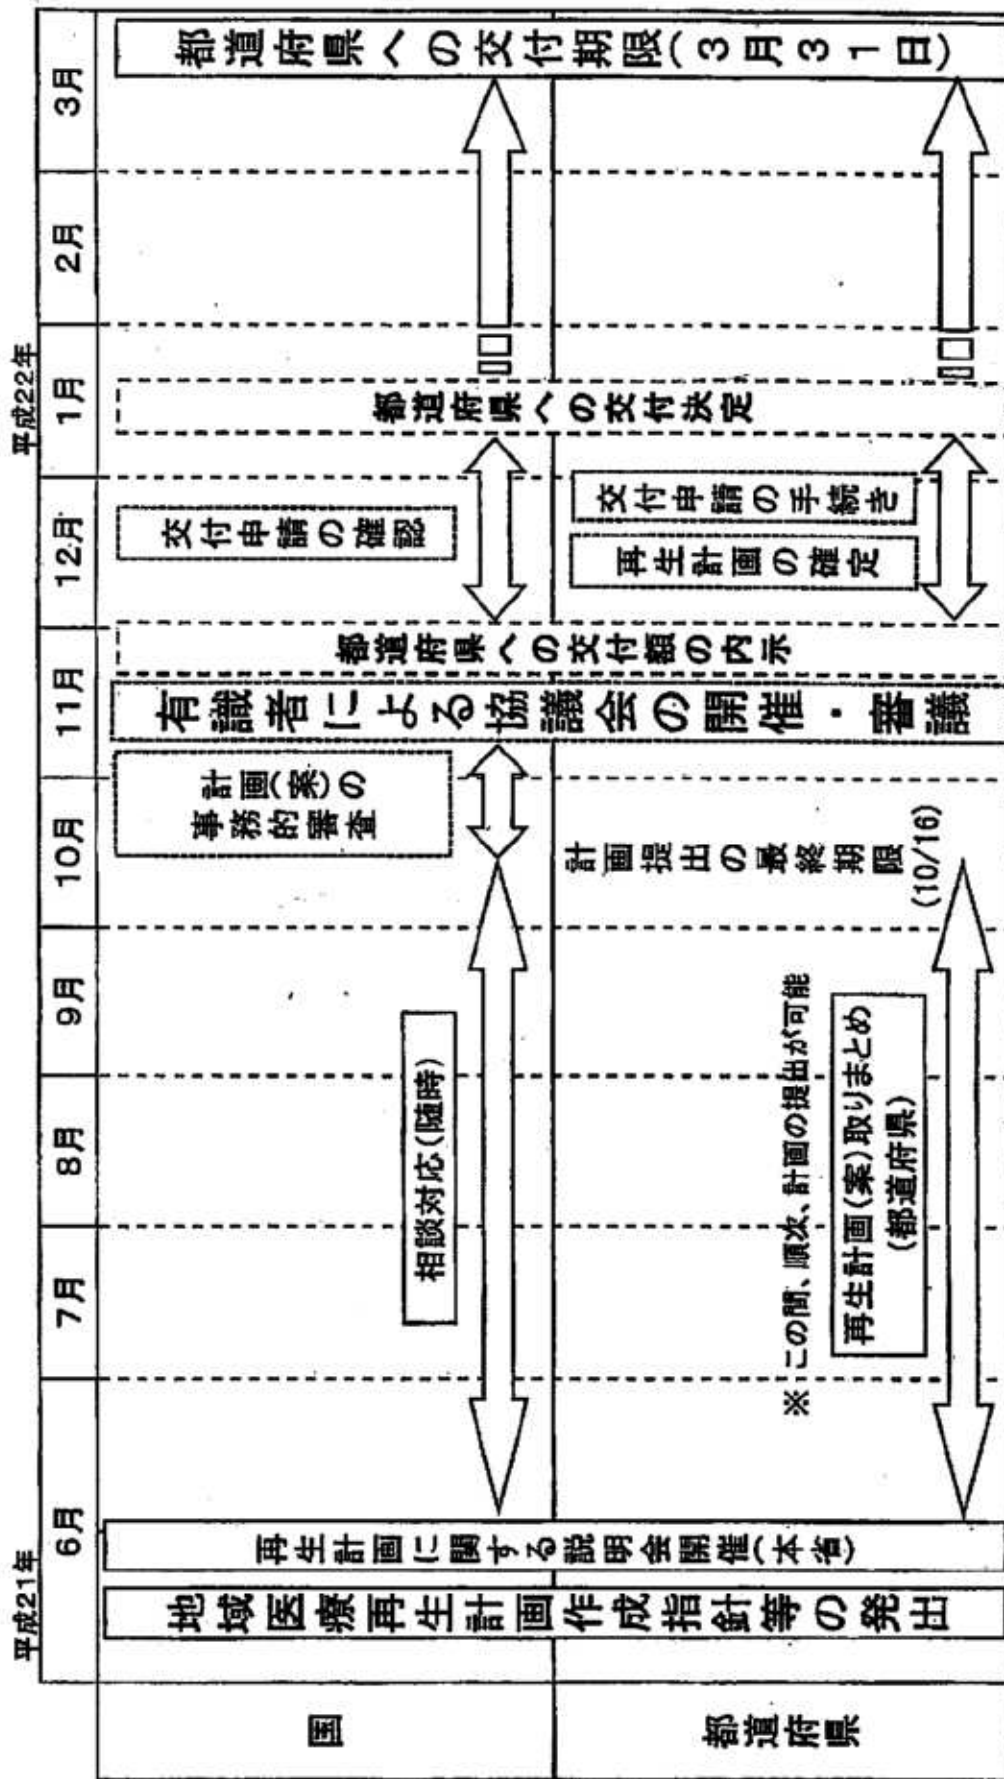 平成21年
平成22年
6月
7月
8月
9月
10月
11月
12月
1月
2月
3月
国
都道府県
地域医療再生計画作成指針等の発出
再生計画に関する説明会開催(本省)
相談対応(随時)
※ この間、順次、計画の提出が可能
再生計画(案)取りまとめ
(都道府県)
計画提出の最終期限
(10/16)
計画(案)の
事務的審査
有識者による協議会の開催・審議
都道府県への交付額の内示
交付申請の確認
再生計画の確定
交付申請の手続き
都道府県への交付決定
都道府県への交付期限(3月31日)